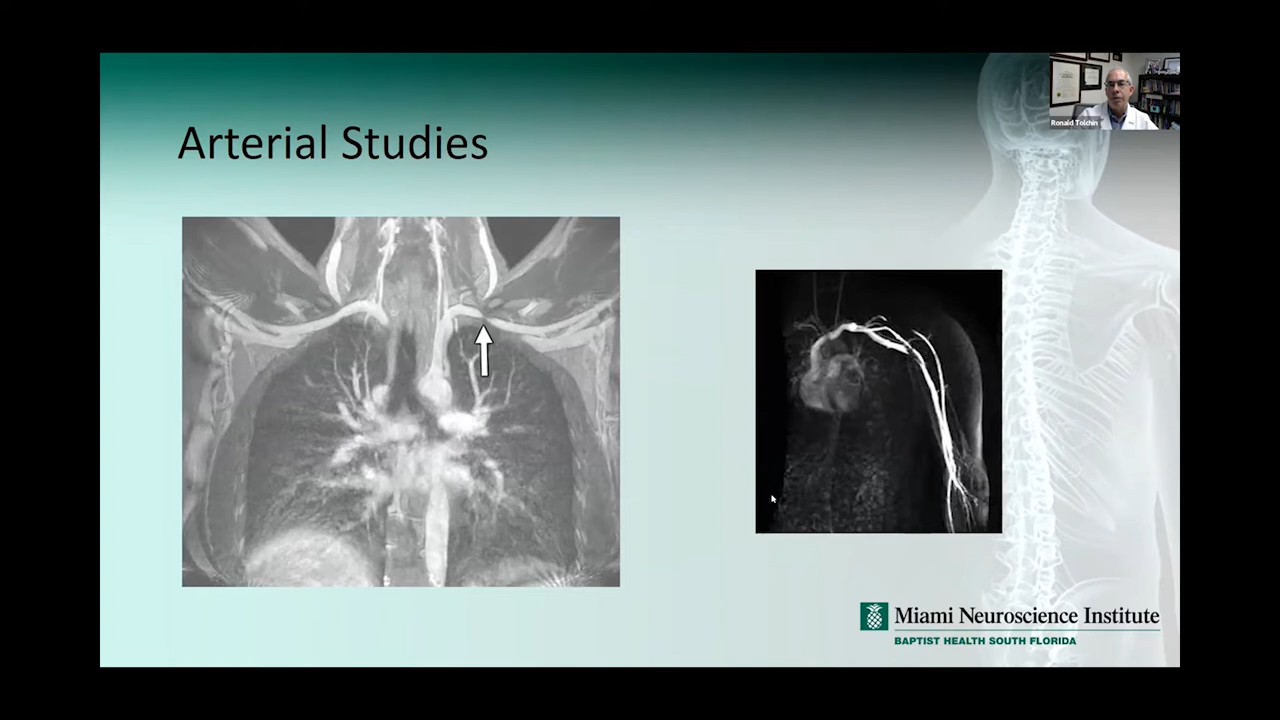 Arterial Studies
Ronald Tolchin
Miami Neuroscience Institute
BAPTIST HEALTH SOUTH FLORIDA